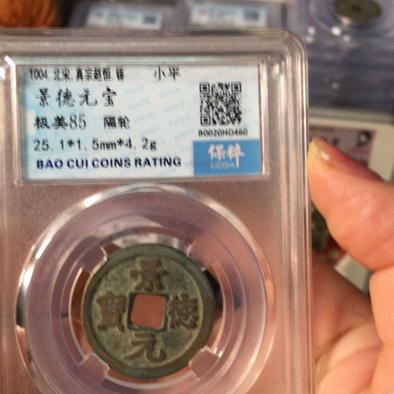 1004.北宋.真宗赵恒.铸 小平
景德元宝
极美85 隔轮
25.1*1.5mm*4.2g
BAO CUI COINS RATING
B0020HD460
保粹
CCGA
景德元寶